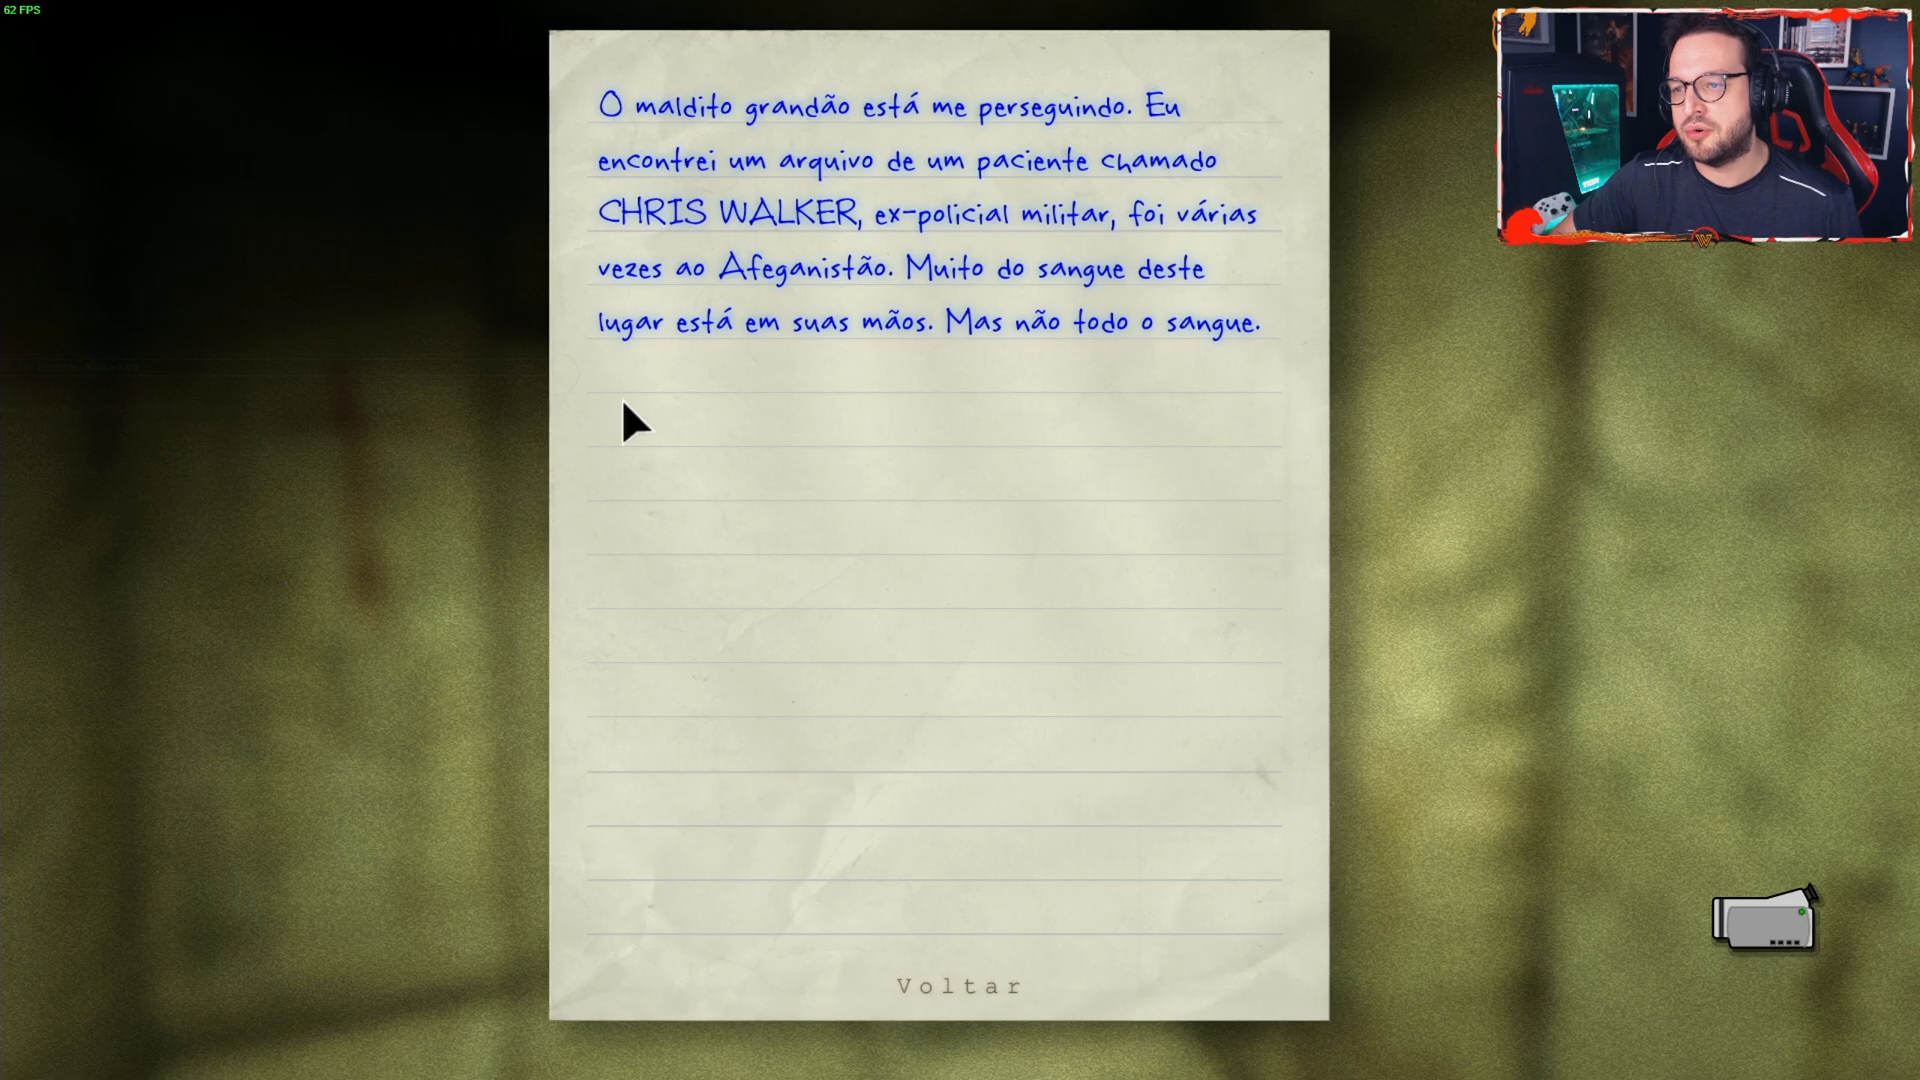 62 FPS
O maldito grandão está me perseguindo. Eu
encontrei um arquivo de um paciente chamado
CHRIS WALKER, ex-policial militar, foi várias
vezes ao Afeganistão. Muito do sangue deste
lugar está em suas mãos. Mas não todo o sangue.
Voltar